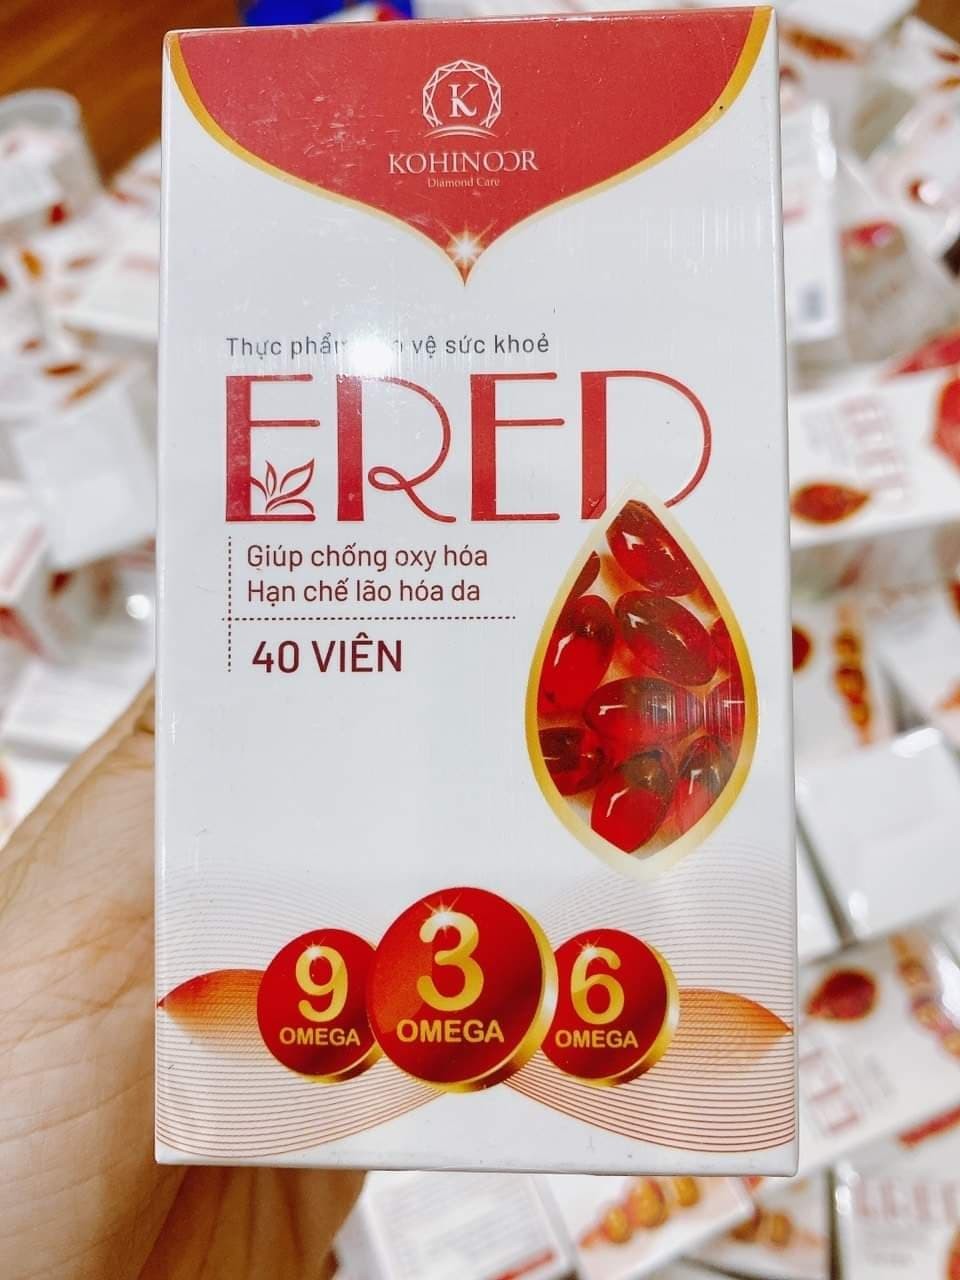 K
KOHINOOR
Diamond Care
Thực phẩm vệ sức khoẻ
ERED
Giúp chống oxy hóa
Hạn chế lão hóa da
40 VIÊN
9 OMEGA
3 OMEGA
6 OMEGA